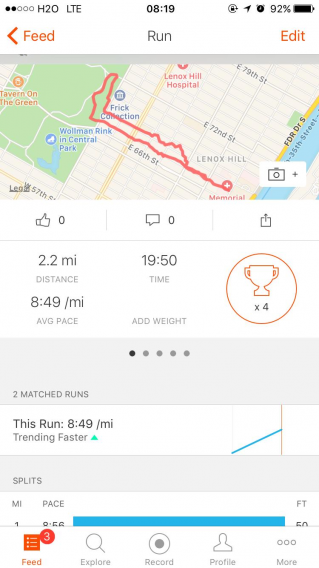 H2O LTE 08:19 92%
Feed Run Edit
Tavern On
The Green
Lenox Hill
Hospital
E 79th St
Frick
Collection
Wollman Rink
in Central
Park
E 72nd St
E 66th St
LENOX HILL
FDR Dr S
-35th Street-
Memorial
Legal
57th St
+
0 0
2.2 mi 19:50
DISTANCE TIME
8:49 /mi
AVG PACE ADD WEIGHT
x 4
2 MATCHED RUNS
This Run: 8:49 /mi
Trending Faster
SPLITS
MI PACE FT
1 8:56 50
3
Feed Explore Record Profile More